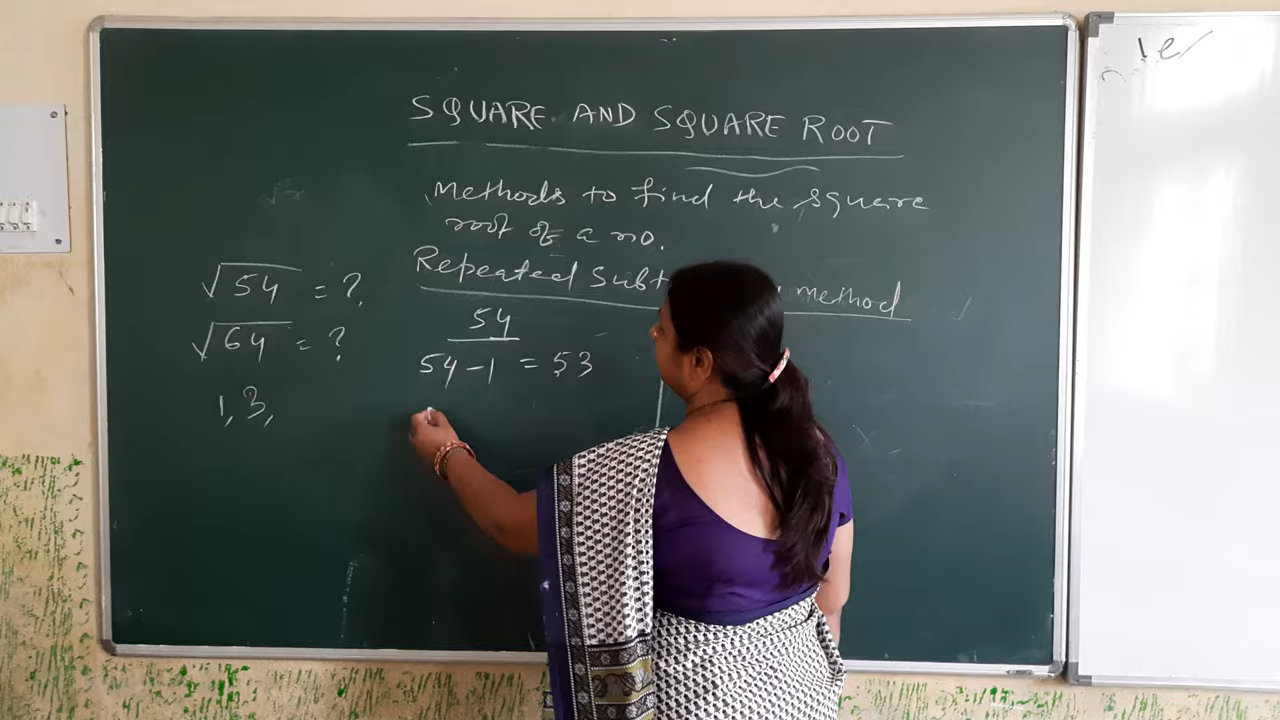 SQUARE AND SQUARE ROOT
Methods to find the square
root of a no.
Repeated Subt method
√54 = ?
√64 = ?
1, 3,
54
54-1 = 53